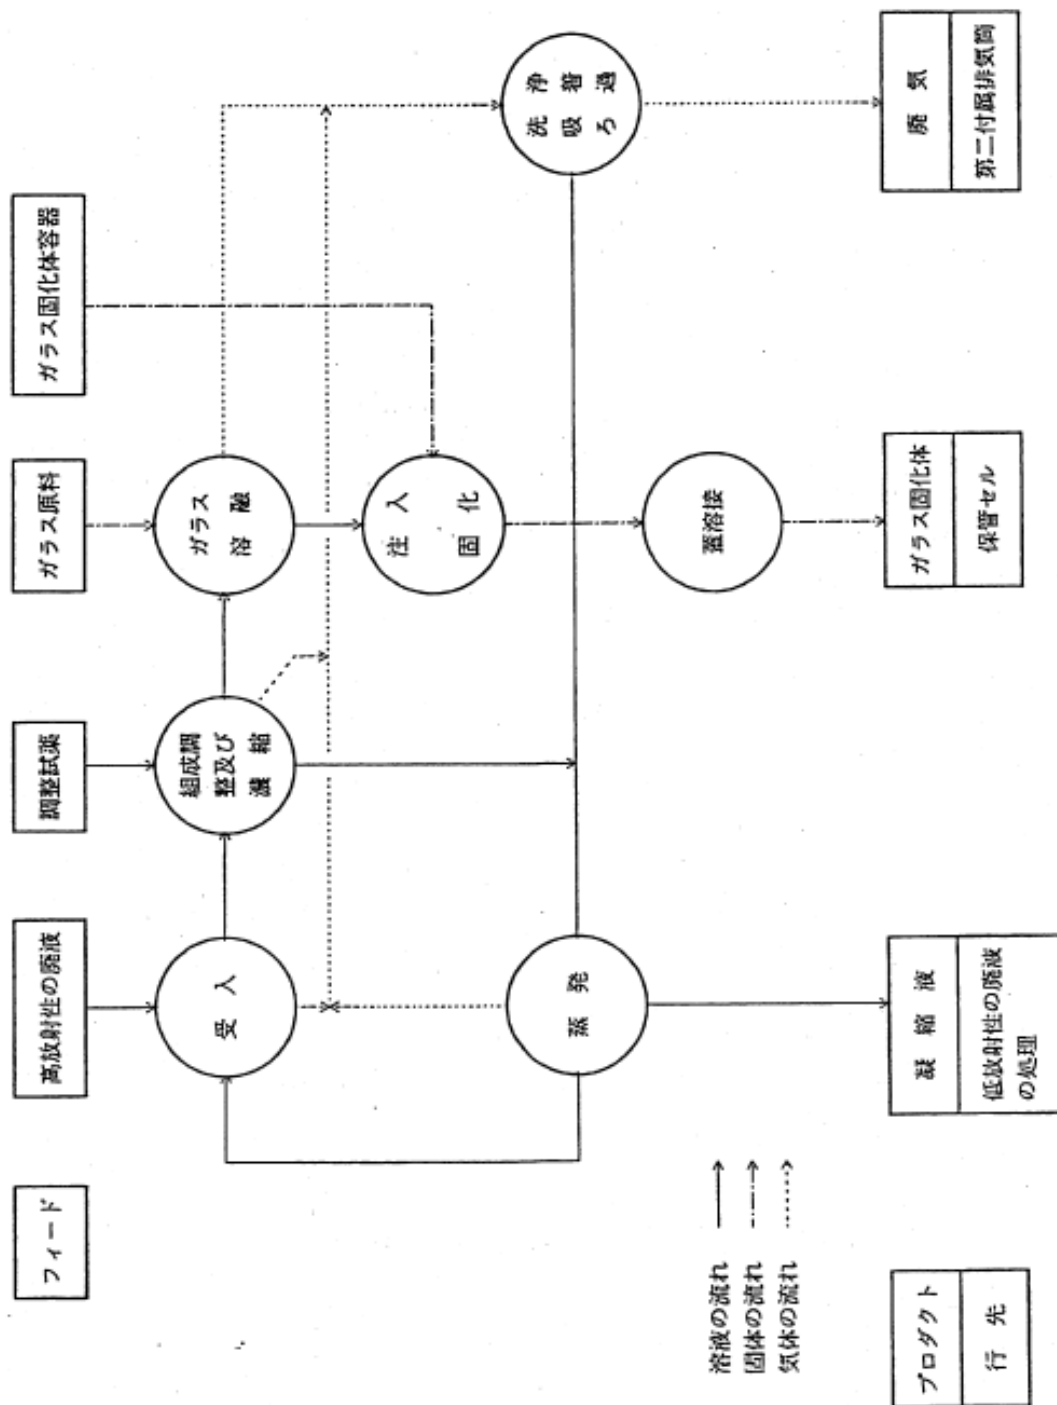 フィード
高放射性の廃液
調整試薬
ガラス原料
ガラス固化体容器
受入
組成調
整及び
濃縮
ガラス
溶融
注入
固化
洗浄
吸着
ろ過
蒸発
蓋溶接
溶液の流れ
固体の流れ
気体の流れ
プロダクト
行先
凝縮液
低放射性の廃液
の処理
ガラス固化体
保管セル
廃気
第二付属排気筒